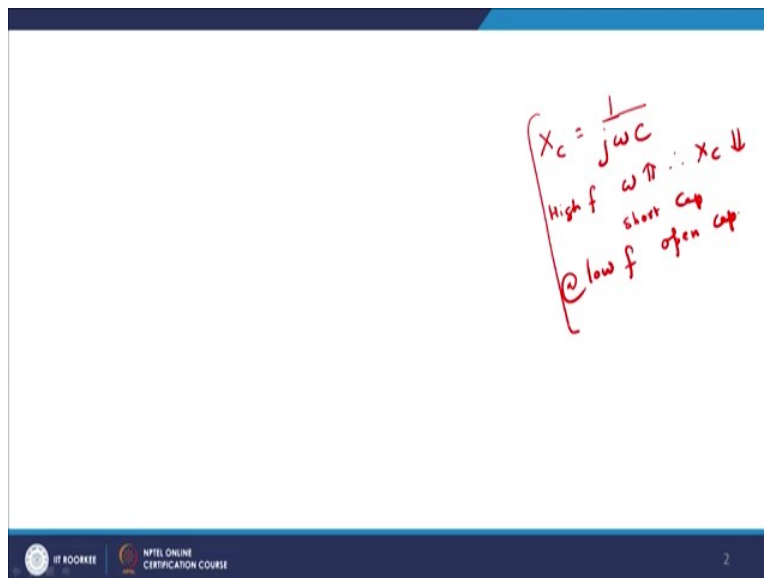 Xc = 1/jωC
High f ω⇈ ∴ Xc ⇊
short cap
@ low f open cap.
IIT ROORKEE
NPTEL ONLINE
CERTIFICATION COURSE
2